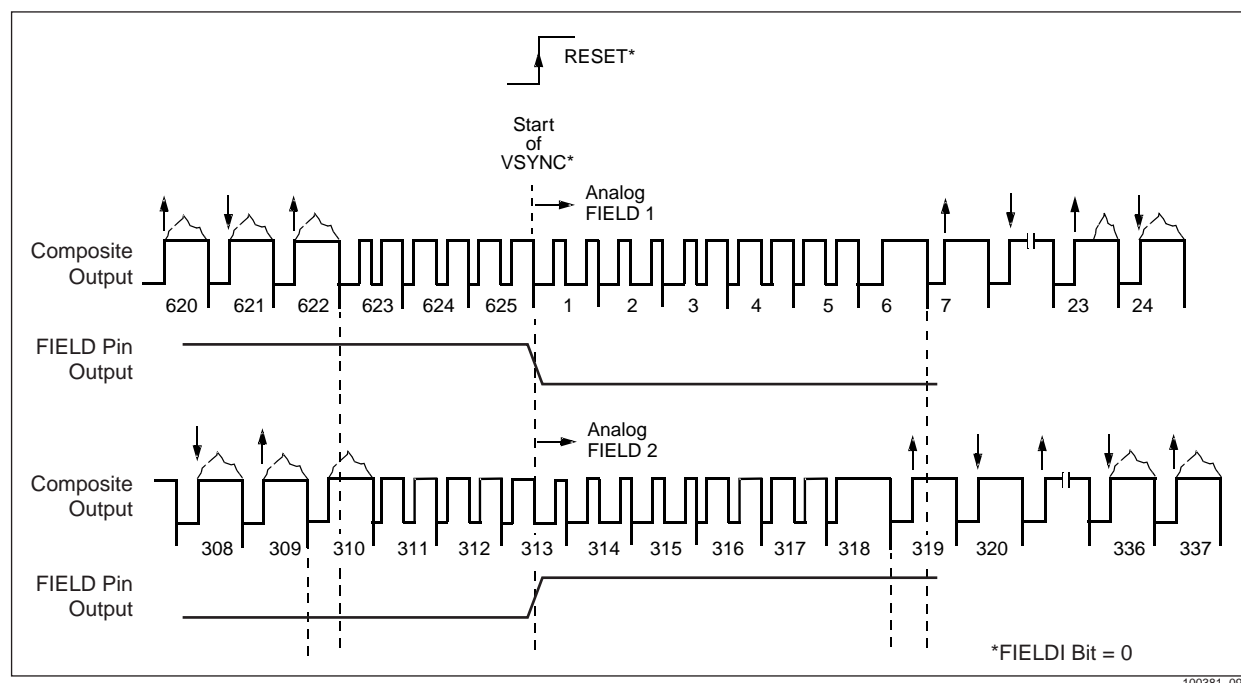 RESET*
Start
of
VSYNC*
Analog
FIELD 1
Composite
Output
620 621 622 623 624 625 1 2 3 4 5 6 7 23 24
FIELD Pin
Output
Analog
FIELD 2
Composite
Output
308 309 310 311 312 313 314 315 316 317 318 319 320 336 337
FIELD Pin
Output
*FIELDI Bit = 0